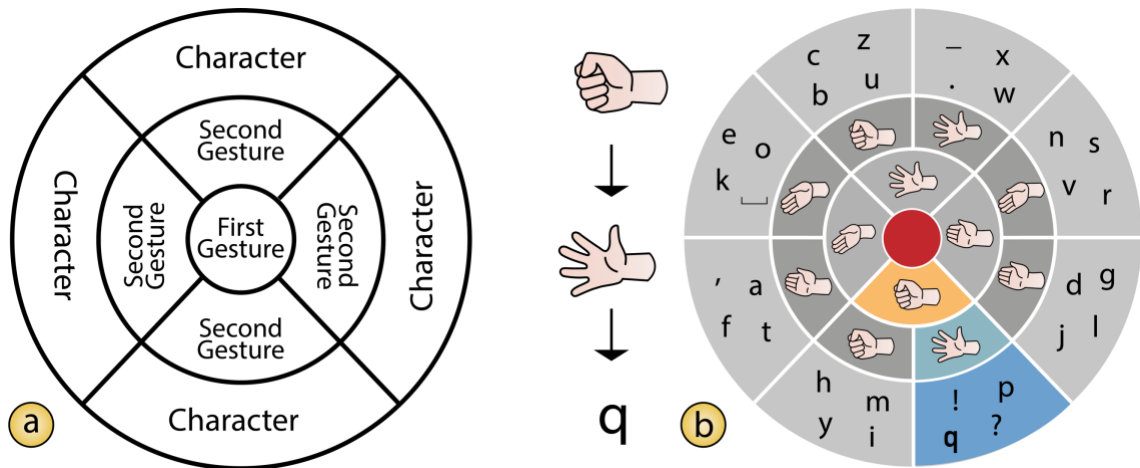 Character
Second
Gesture
Character
Second
Gesture
First
Gesture
Second
Gesture
Character
Second
Gesture
Character
a
q
b
c z
b u
_ x
. w
e o
k ⎵
n s
v r
' a
f t
d g
j l
h m
y i
! p
q ?